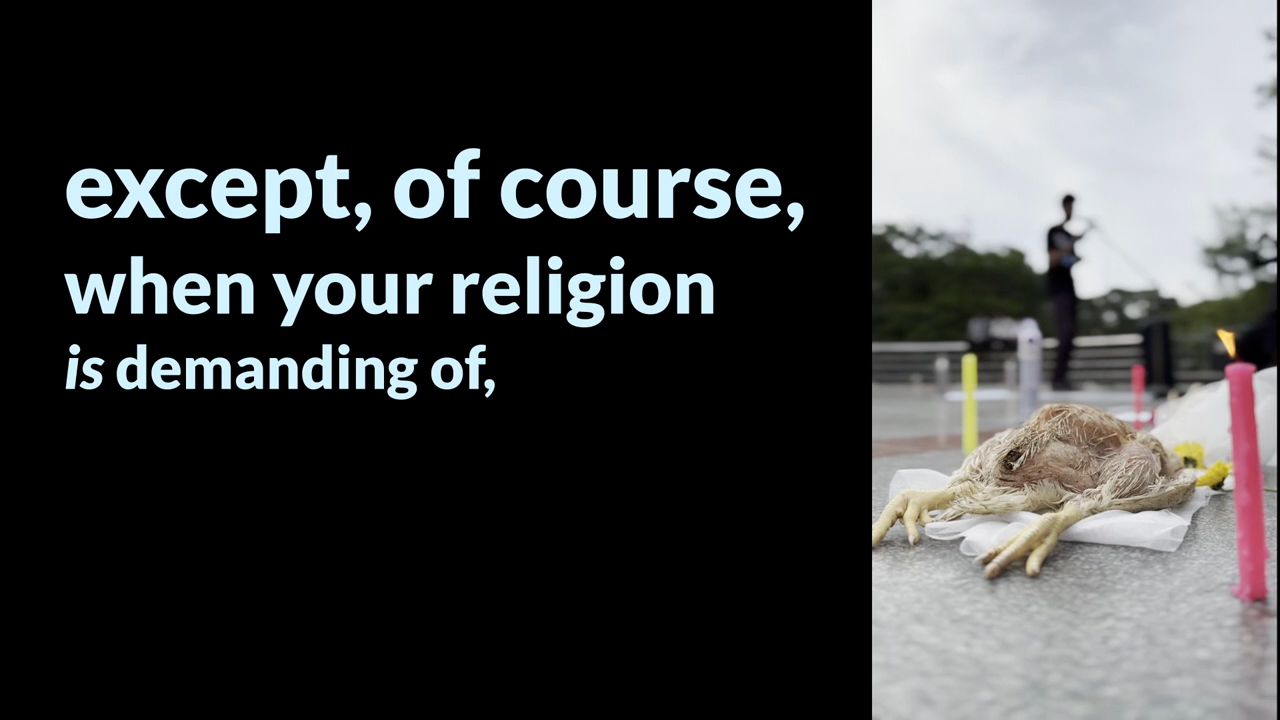 except, of course,
when your religion
is demanding of,